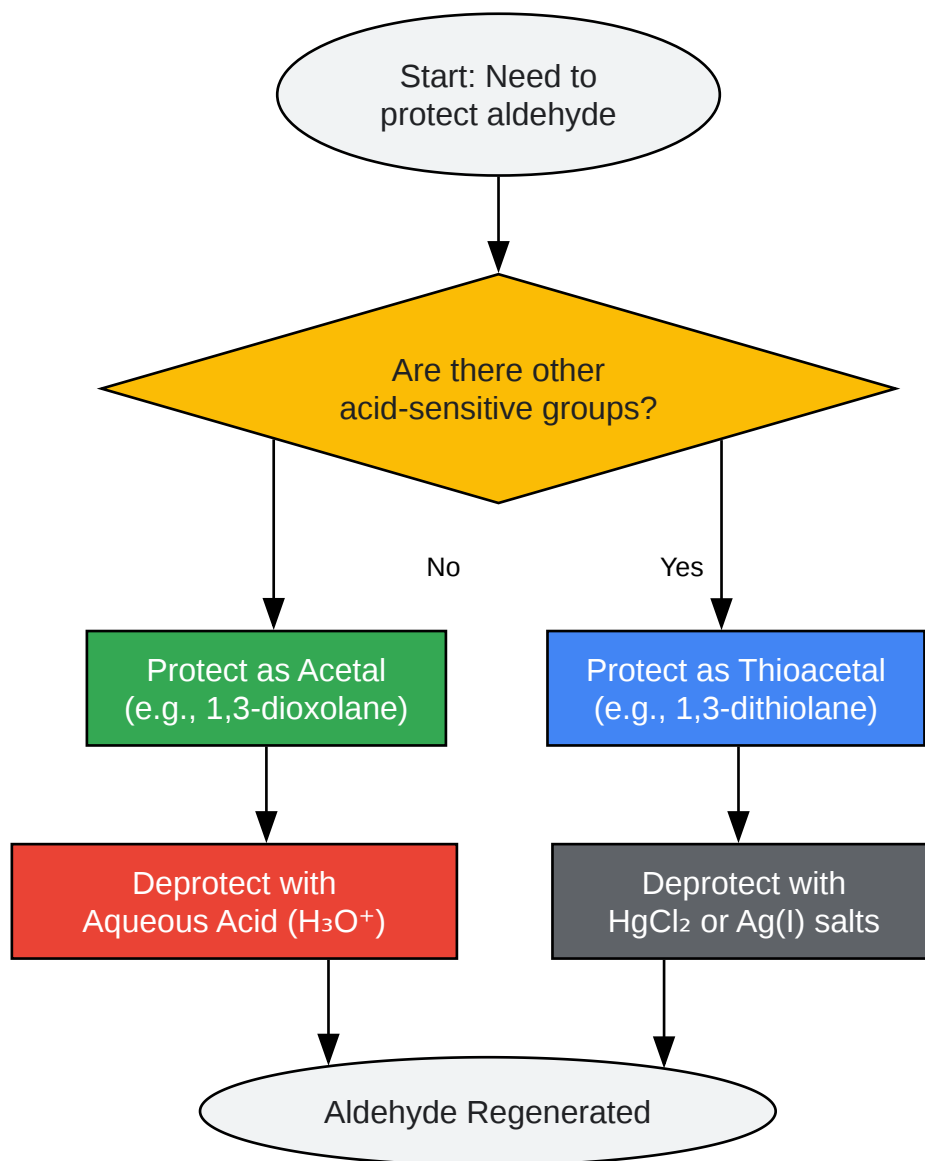 Start: Need to
protect aldehyde
Are there other
acid-sensitive groups?
No
Yes
Protect as Acetal
(e.g., 1,3-dioxolane)
Protect as Thioacetal
(e.g., 1,3-dithiolane)
Deprotect with
Aqueous Acid (H₃O⁺)
Deprotect with
HgCl₂ or Ag(I) salts
Aldehyde Regenerated